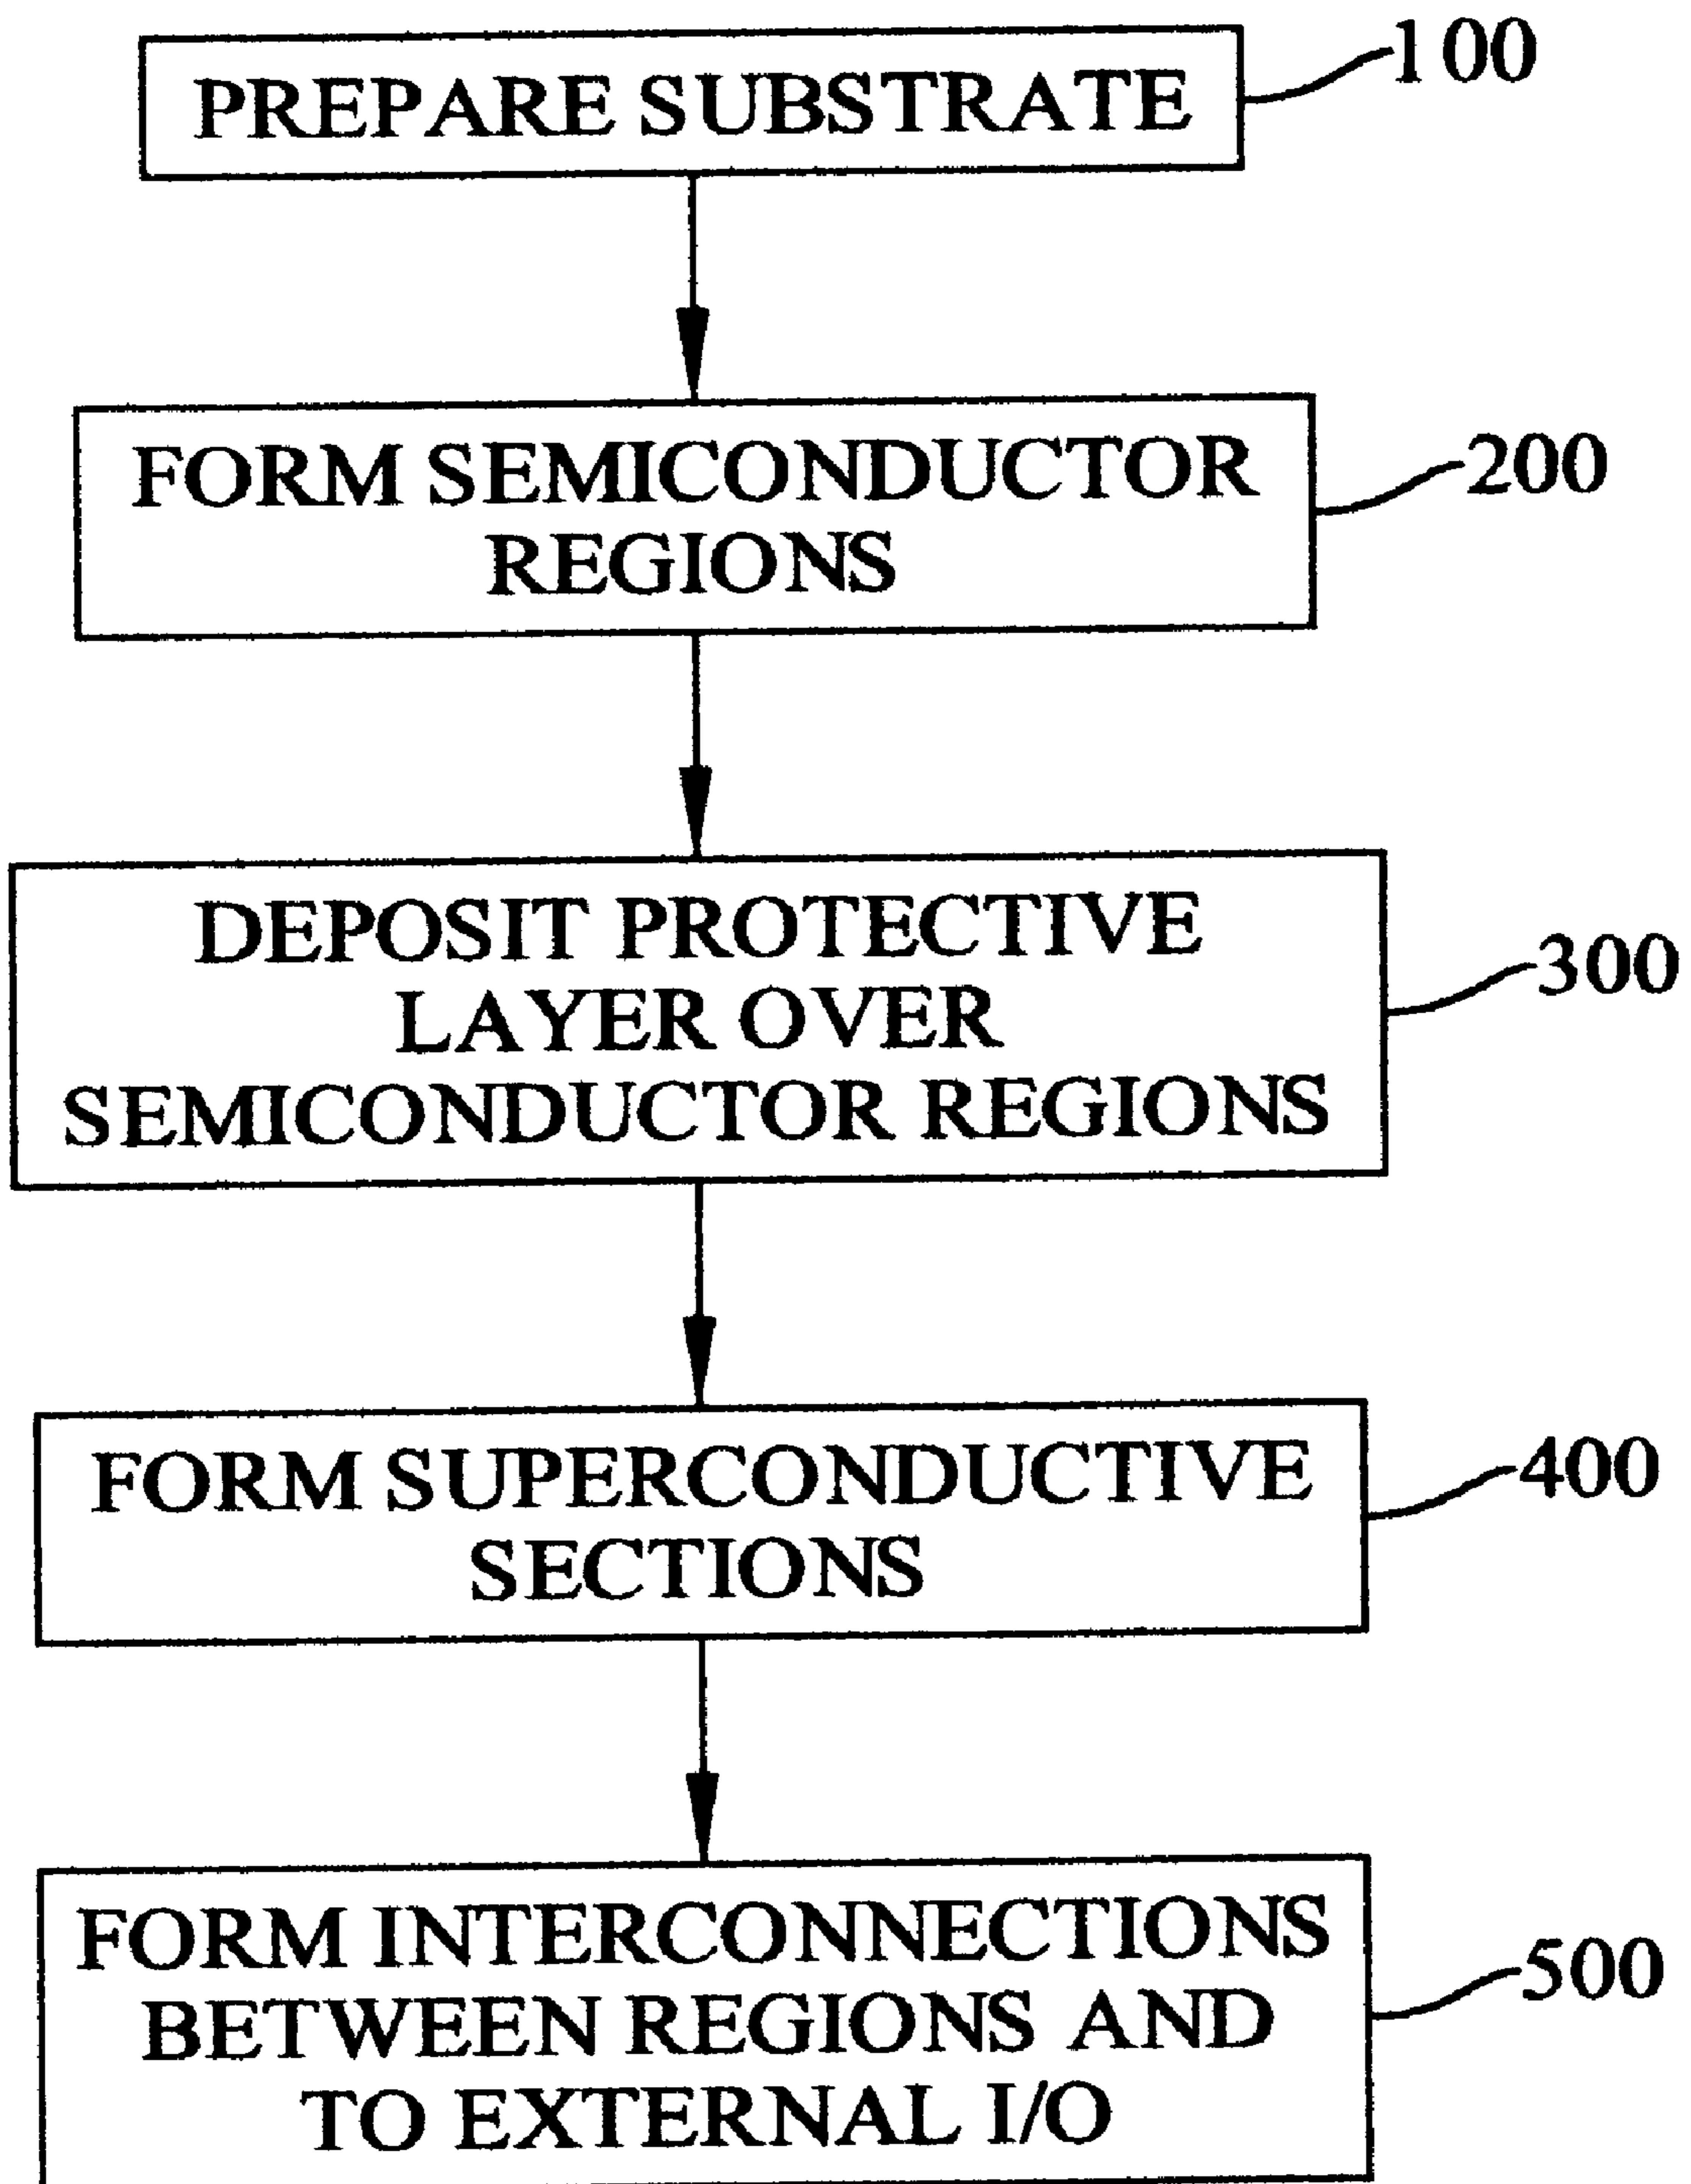 PREPARE SUBSTRATE
100
FORM SEMICONDUCTOR
REGIONS
200
DEPOSIT PROTECTIVE
LAYER OVER
SEMICONDUCTOR REGIONS
300
FORM SUPERCONDUCTIVE
SECTIONS
400
FORM INTERCONNECTIONS
BETWEEN REGIONS AND
TO EXTERNAL I/O
500